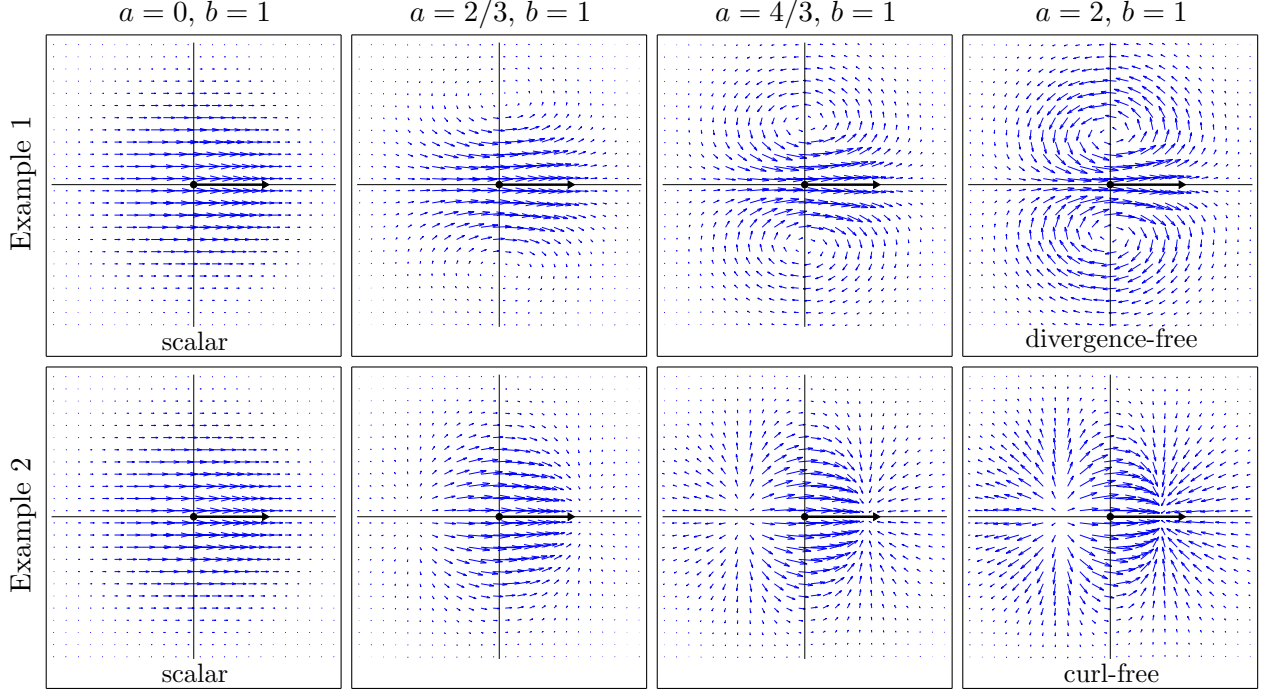 a = 0, b = 1
a = 2/3, b = 1
a = 4/3, b = 1
a = 2, b = 1
Example 1
scalar
divergence-free
Example 2
scalar
curl-free